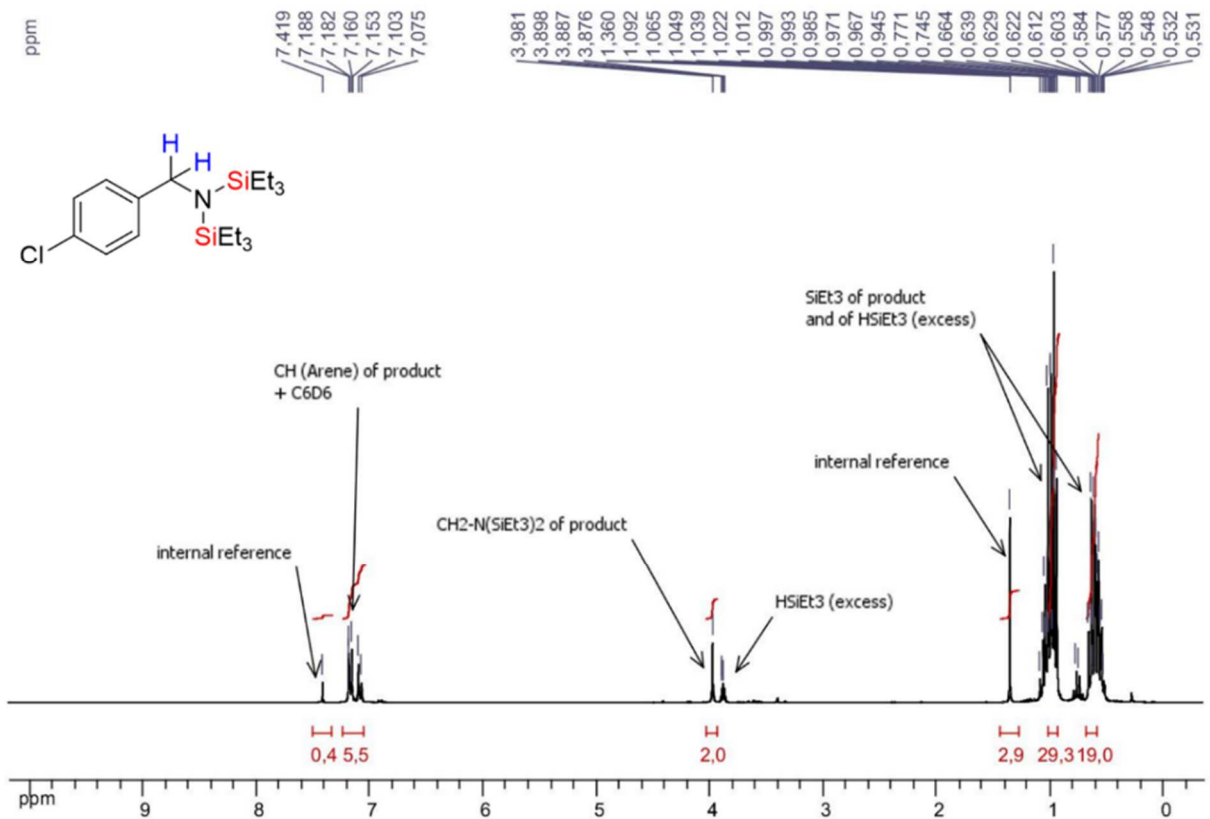 ppm
7,419
7,188
7,182
7,160
7,153
7,103
7,075
3,981
3,898
3,887
3,876
1,360
1,092
1,065
1,049
1,039
1,022
1,012
0,997
0,993
0,985
0,971
0,967
0,945
0,771
0,745
0,664
0,639
0,629
0,622
0,612
0,603
0,584
0,577
0,558
0,548
0,532
0,531
H
H
N
SiEt3
SiEt3
Cl
SiEt3 of product
and of HSiEt3 (excess)
CH (Arene) of product
+ C6D6
internal reference
CH2-N(SiEt3)2 of product
internal reference
HSiEt3 (excess)
0,4 5,5 2,0 2,9 29,3 19,0
ppm 9 8 7 6 5 4 3 2 1 0